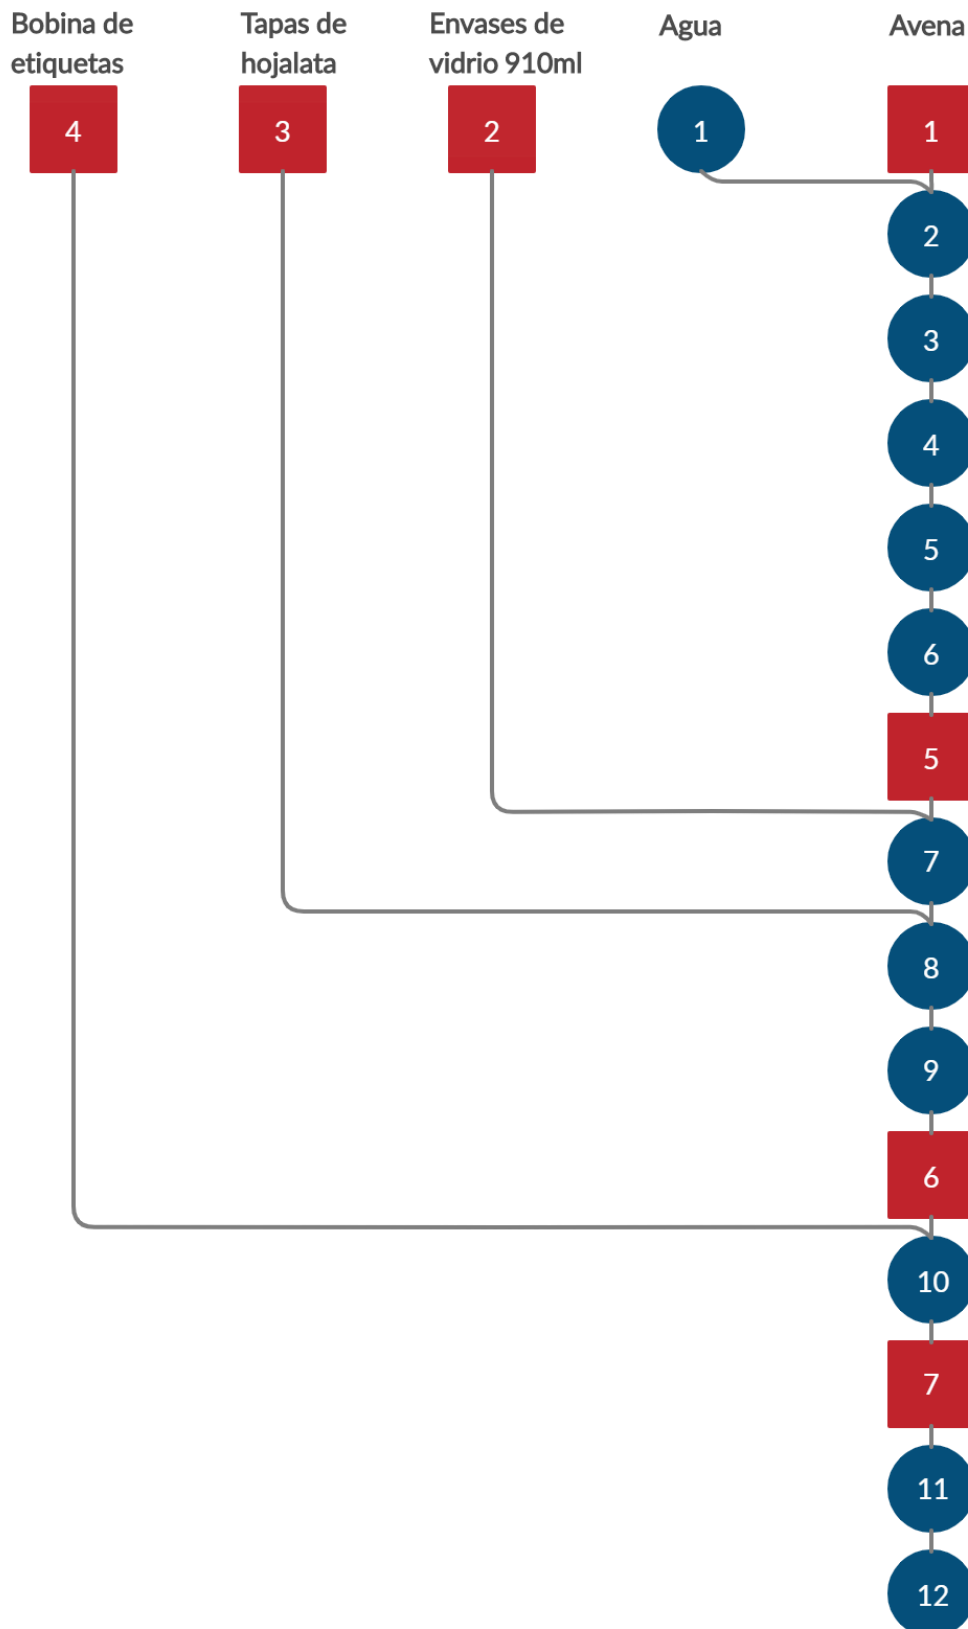 Bobina de
etiquetas
Tapas de
hojalata
Envases de
vidrio 910ml
Agua
Avena
4
3
2
1
1
2
3
4
5
6
5
7
8
9
6
10
7
11
12